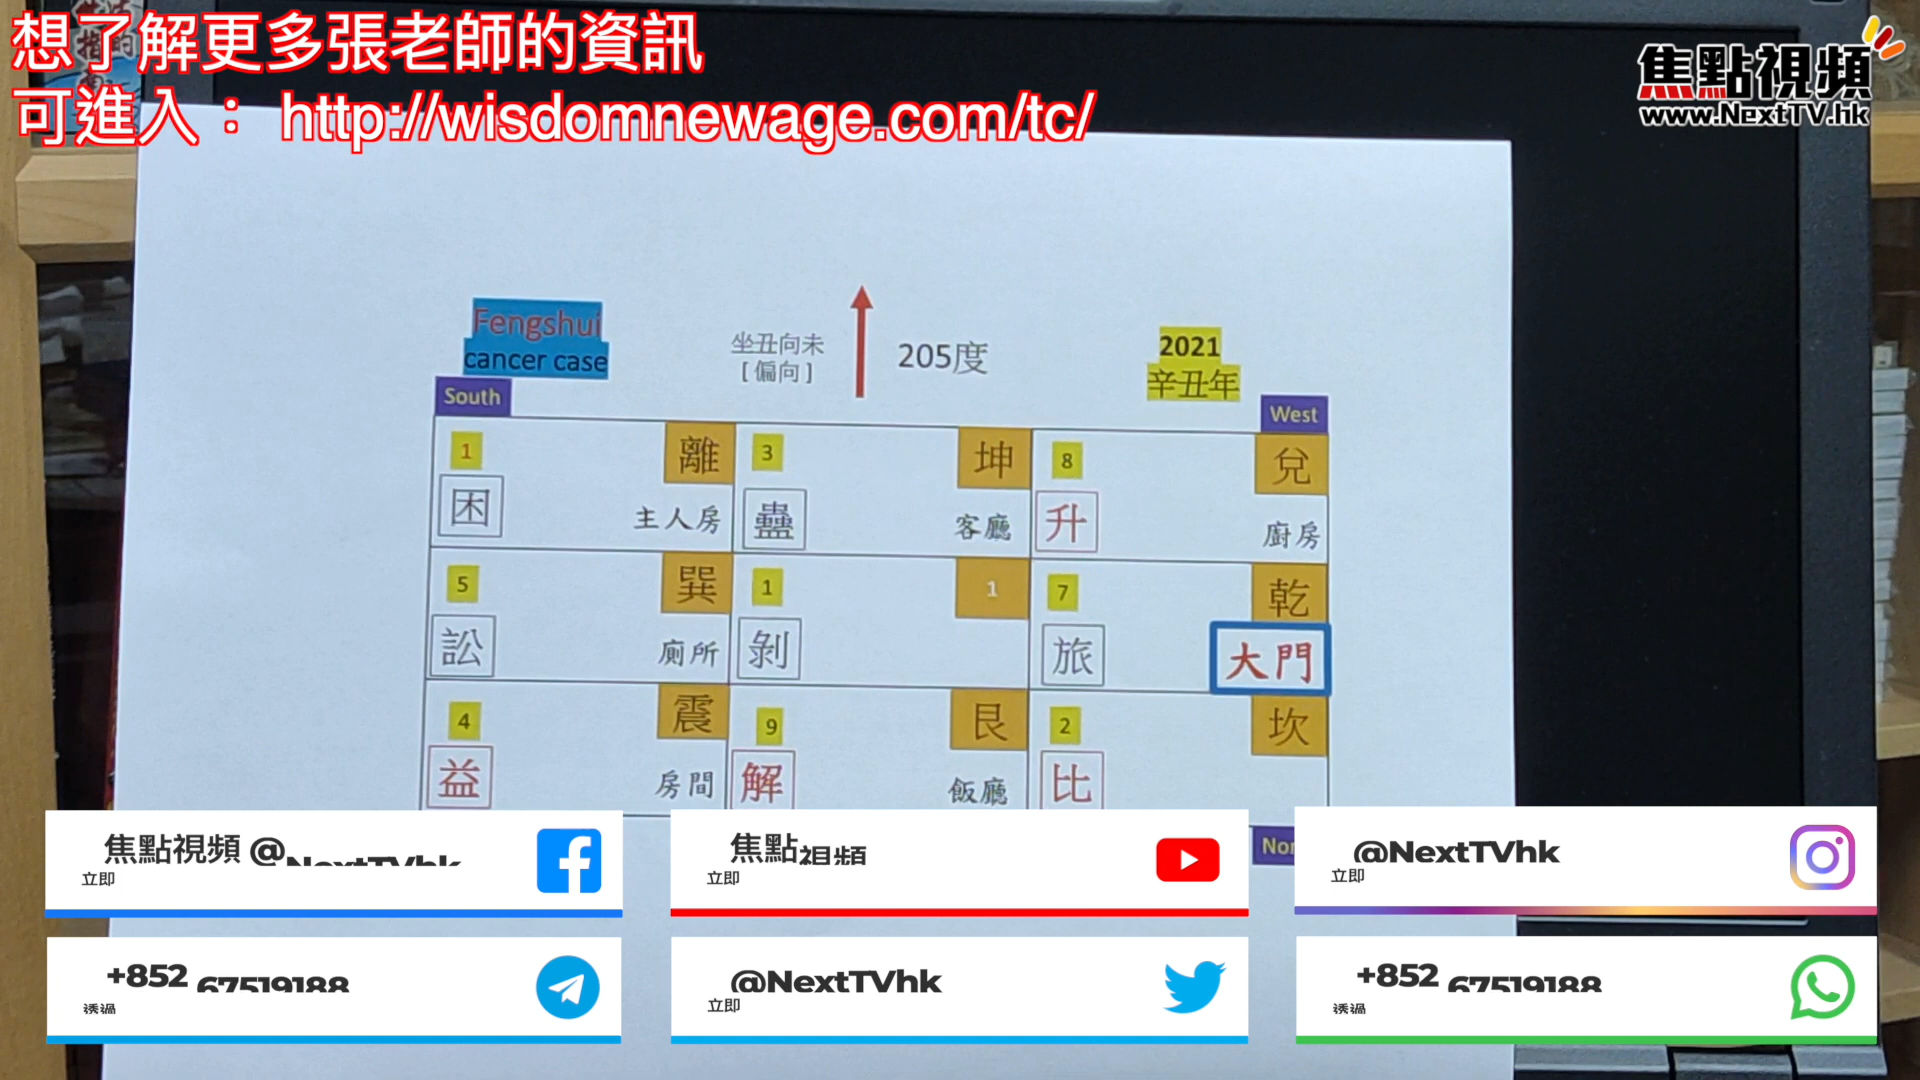 想了解更多張老師的資訊
可進入： http://wisdomnewage.com/tc/
焦點視頻
www.NextTV.hk
Fengshui
cancer case
坐丑向未
[偏向]
205度
2021
辛丑年
South
West
1 離 3 坤 8 兌
困 主人房 蠱 客廳 升 廚房
5 巽 1 1 7 乾
訟 廁所 剝 旅 大門
4 震 9 艮 2 坎
益 房間 解 飯廳 比
焦點視頻 @NextTVhk
立即
焦點視頻
立即
@NextTVhk
立即
+852 67519188
透過
@NextTVhk
立即
+852 67519188
透過